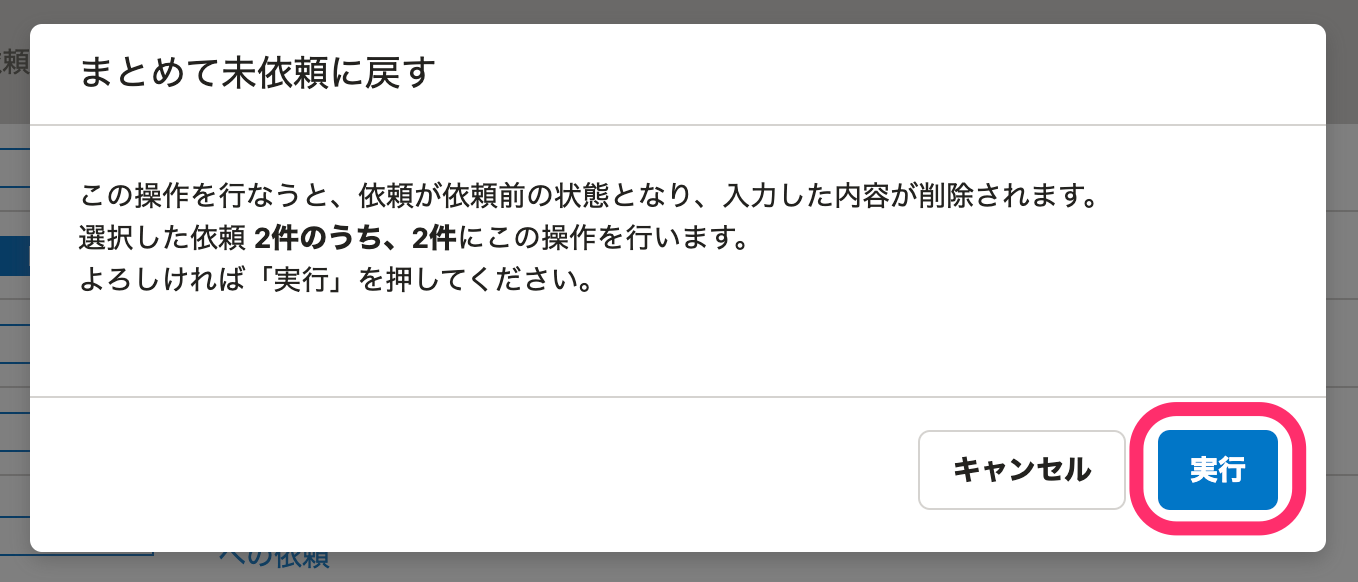 頼
まとめて未依頼に戻す
この操作を行なうと、依頼が依頼前の状態となり、入力した内容が削除されます。
選択した依頼 2件のうち、2件にこの操作を行います。
よろしければ「実行」を押してください。
キャンセル
実行
への依頼